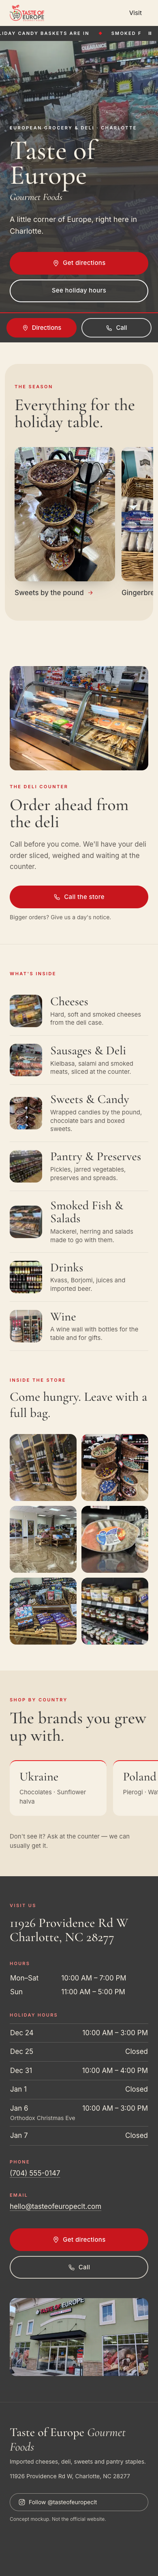 TASTE OF
EUROPE
Visit
LIDAY CANDY BASKETS ARE IN
SMOKED F
EUROPEAN GROCERY & DELI · CHARLOTTE
Taste of
Europe
Gourmet Foods
A little corner of Europe, right here in
Charlotte.
Get directions
See holiday hours
Directions
Call
THE SEASON
Everything for the
holiday table.
Sweets by the pound →
Gingerbre
THE DELI COUNTER
Order ahead from
the deli
Call before you come. We'll have your deli
order sliced, weighed and waiting at the
counter.
Call the store
Bigger orders? Give us a day's notice.
WHAT'S INSIDE
Cheeses
Hard, soft and smoked cheeses
from the deli case.
Sausages & Deli
Kielbasa, salami and smoked
meats, sliced at the counter.
Sweets & Candy
Wrapped candies by the pound,
chocolate bars and boxed
sweets.
Pantry & Preserves
Pickles, jarred vegetables,
preserves and spreads.
Smoked Fish &
Salads
Mackerel, herring and salads
made to go with them.
Drinks
Kvass, Borjomi, juices and
imported beer.
Wine
A wine wall with bottles for the
table and for gifts.
INSIDE THE STORE
Come hungry. Leave with a
full bag.
SHOP BY COUNTRY
The brands you grew
up with.
Ukraine
Chocolates · Sunflower
halva
Poland
Pierogi
Don't see it? Ask at the counter — we can
usually get it.
VISIT US
11926 Providence Rd W
Charlotte, NC 28277
HOURS
Mon–Sat 10:00 AM – 7:00 PM
Sun 11:00 AM – 5:00 PM
HOLIDAY HOURS
Dec 24 10:00 AM – 3:00 PM
Dec 25 Closed
Dec 31 10:00 AM – 4:00 PM
Jan 1 Closed
Jan 6 10:00 AM – 3:00 PM
Orthodox Christmas Eve
Jan 7 Closed
PHONE
(704) 555-0147
EMAIL
hello@tasteofeuropeclt.com
Get directions
Call
TASTE OF EUROPE
Taste of Europe Gourmet
Foods
Imported cheeses, deli, sweets and pantry staples.
11926 Providence Rd W, Charlotte, NC 28277
Follow @tasteofeuropeclt
Concept mockup. Not the official website.